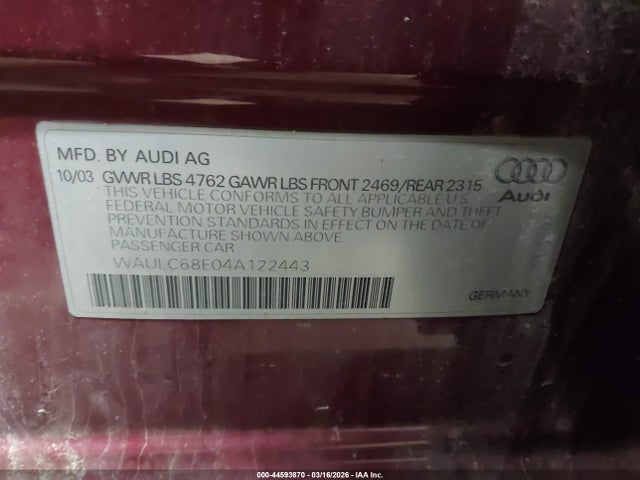 MFD. BY AUDI AG
10/03 GVWR LBS 4762 GAWR LBS FRONT 2469/REAR 2315
THIS VEHICLE CONFORMS TO ALL APPLICABLE U.S.
FEDERAL MOTOR VEHICLE SAFETY BUMPER AND THEFT
PREVENTION STANDARDS IN EFFECT ON THE DATE OF
MANUFACTURE SHOWN ABOVE
PASSENGER CAR
WAULC68E04A122443
Audi
GERMANY
000-44593870 | 03/16/2026 | IAA Inc.